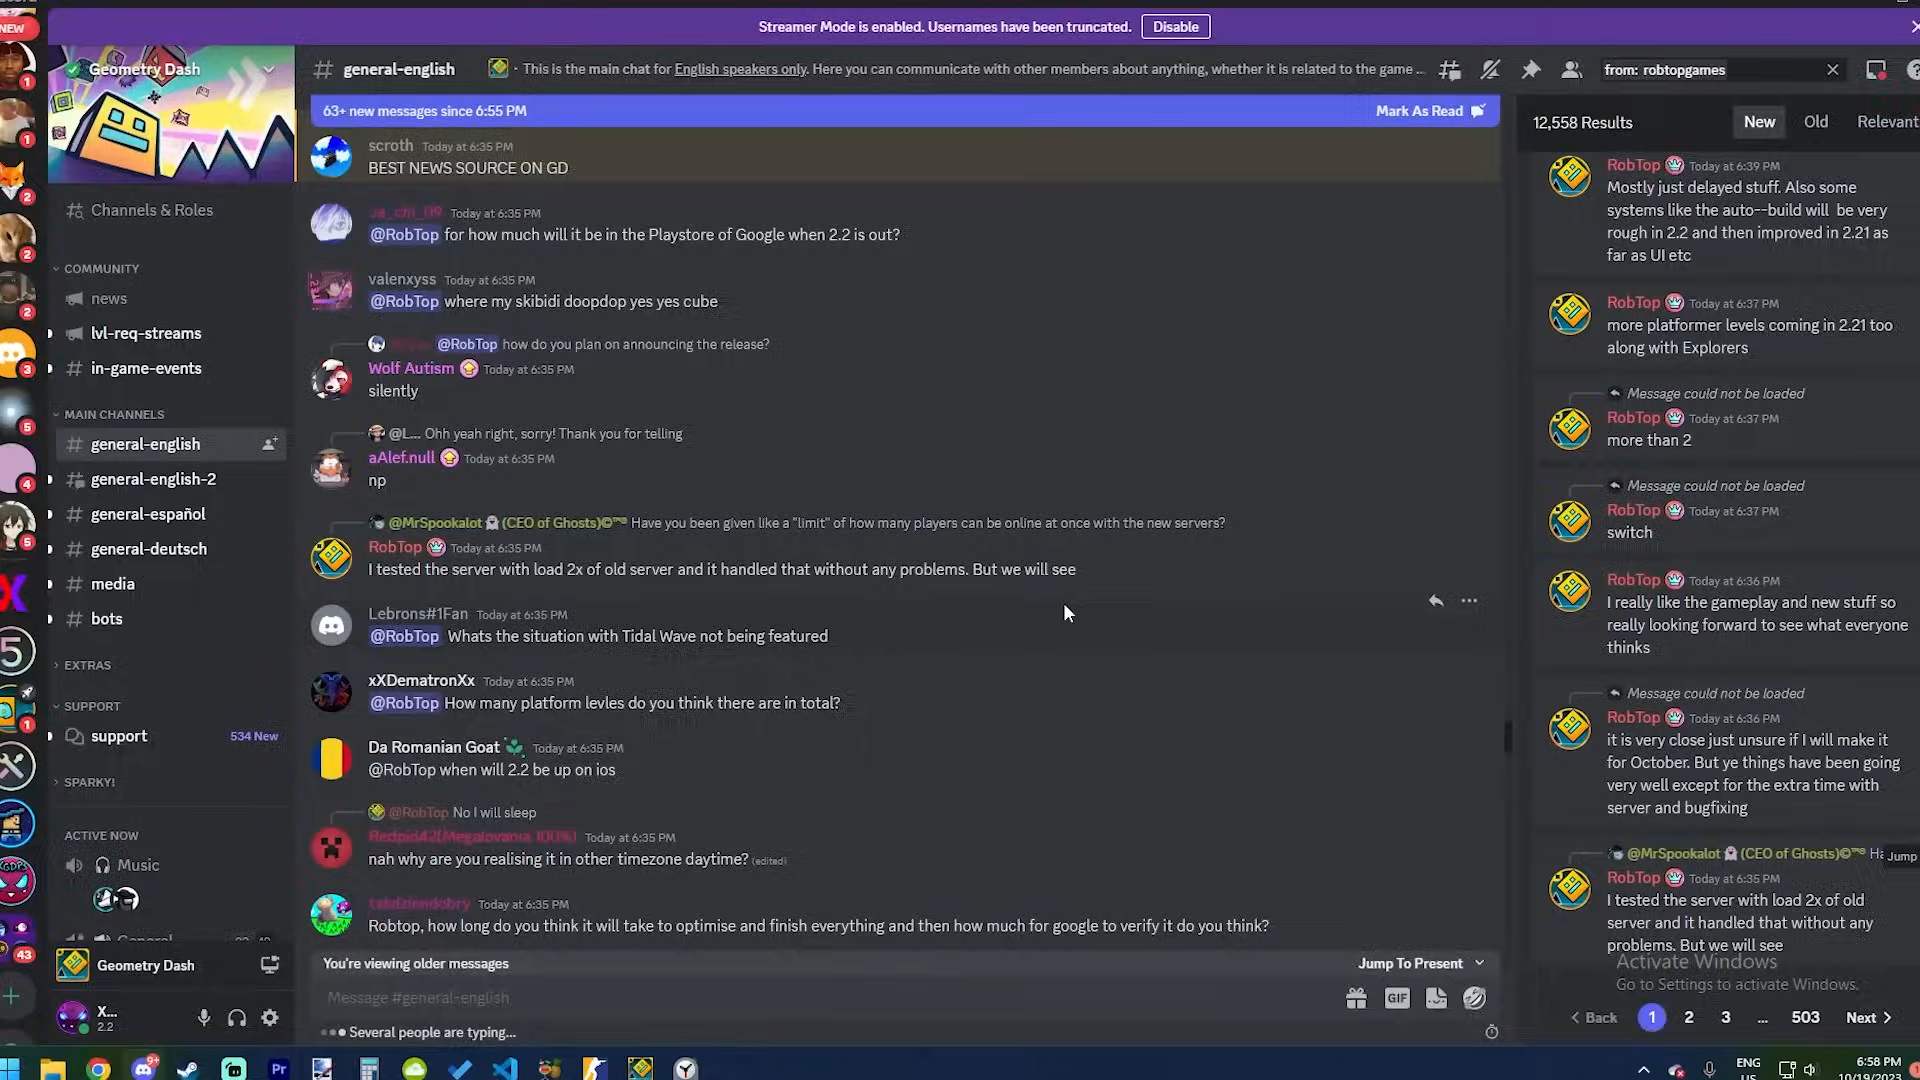 NEW
Streamer Mode is enabled. Usernames have been truncated.
Disable
Geometry Dash
general-english
- This is the main chat for English speakers only. Here you can communicate with other members about anything, whether it is related to the game ...
from: robtopgames
63+ new messages since 6:55 PM
Mark As Read
12,558 Results
New
Old
Relevant
Channels & Roles
COMMUNITY
news
lvl-req-streams
in-game-events
MAIN CHANNELS
general-english
general-english-2
general-español
general-deutsch
media
bots
EXTRAS
SUPPORT
support
534 New
SPARKY!
ACTIVE NOW
Music
Geometry Dash
X...
2.2
scroth Today at 6:35 PM
BEST NEWS SOURCE ON GD
Today at 6:35 PM
@RobTop for how much will it be in the Playstore of Google when 2.2 is out?
valenxyss Today at 6:35 PM
@RobTop where my skibidi doopdop yes yes cube
@RobTop how do you plan on announcing the release?
Wolf Autism Today at 6:35 PM
silently
@L... Ohh yeah right, sorry! Thank you for telling
aAlef.null Today at 6:35 PM
np
@MrSpookalot (CEO of Ghosts)©™® Have you been given like a "limit" of how many players can be online at once with the new servers?
RobTop Today at 6:35 PM
I tested the server with load 2x of old server and it handled that without any problems. But we will see
Lebrons#1Fan Today at 6:35 PM
@RobTop Whats the situation with Tidal Wave not being featured
xXDematronXx Today at 6:35 PM
@RobTop How many platform levles do you think there are in total?
Da Romanian Goat Today at 6:35 PM
@RobTop when will 2.2 be up on ios
@RobTop No I will sleep
Redpid42(Megalovania 100%) Today at 6:35 PM
nah why are you realising it in other timezone daytime? (edited)
Today at 6:35 PM
Robtop, how long do you think it will take to optimise and finish everything and then how much for google to verify it do you think?
You're viewing older messages
Jump To Present
Message #general-english
GIF
Several people are typing...
RobTop Today at 6:39 PM
Mostly just delayed stuff. Also some
systems like the auto--build will be very
rough in 2.2 and then improved in 2.21 as
far as UI etc
RobTop Today at 6:37 PM
more platformer levels coming in 2.21 too
along with Explorers
Message could not be loaded
RobTop Today at 6:37 PM
more than 2
Message could not be loaded
RobTop Today at 6:37 PM
switch
RobTop Today at 6:36 PM
I really like the gameplay and new stuff so
really looking forward to see what everyone
thinks
Message could not be loaded
RobTop Today at 6:36 PM
it is very close just unsure if I will make it
for October. But ye things have been going
very well except for the extra time with
server and bugfixing
@MrSpookalot (CEO of Ghosts)©™® Ha
Jump
RobTop Today at 6:35 PM
I tested the server with load 2x of old
server and it handled that without any
problems. But we will see
Activate Windows
Go to Settings to activate Windows.
Back
1
2
3
...
503
Next
ENG
US
6:58 PM
10/19/2023